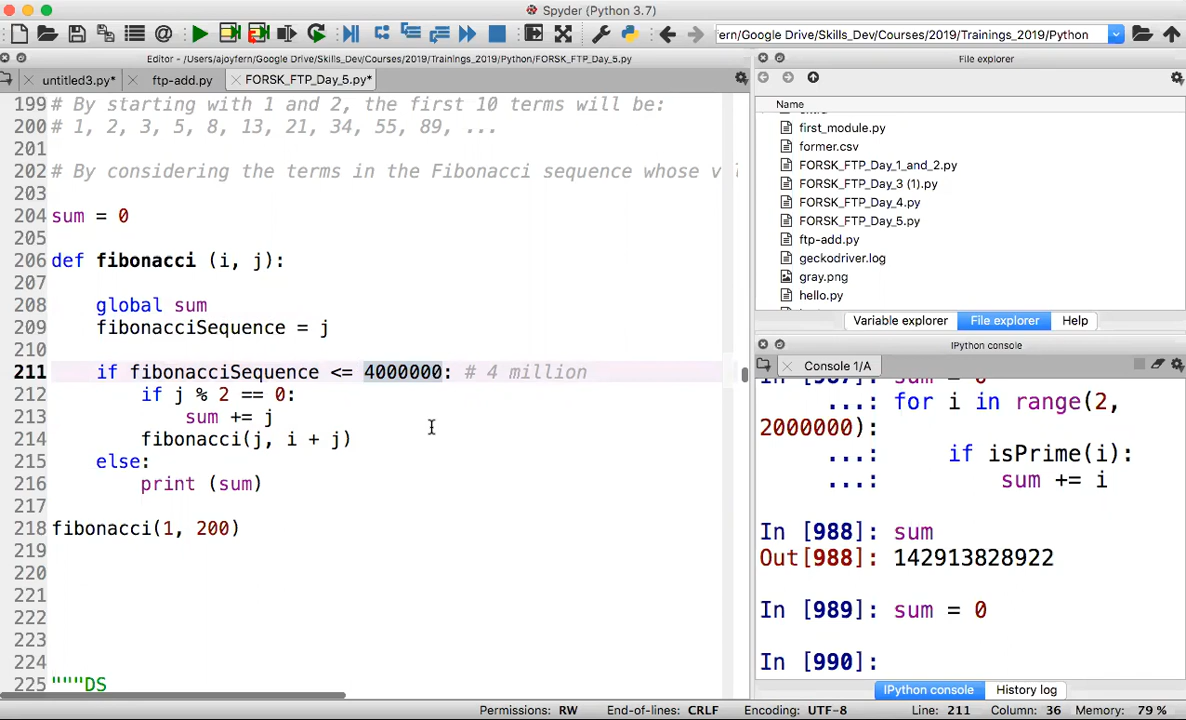 Spyder (Python 3.7)
ern/Google Drive/Skills_Dev/Courses/2019/Trainings_2019/Python
Editor - /Users/ajoyfern/Google Drive/Skills_Dev/Courses/2019/Trainings_2019/Python/FORSK_FTP_Day_5.py
File explorer
untitled3.py*
ftp-add.py
FORSK_FTP_Day_5.py*
199 # By starting with 1 and 2, the first 10 terms will be:
200 # 1, 2, 3, 5, 8, 13, 21, 34, 55, 89, ...
201
202 # By considering the terms in the Fibonacci sequence whose v
203
204 sum = 0
205
206 def fibonacci (i, j):
207
208     global sum
209     fibonacciSequence = j
210
211     if fibonacciSequence <= 4000000: # 4 million
212         if j % 2 == 0:
213             sum += j
214         fibonacci(j, i + j)
215     else:
216         print (sum)
217
218 fibonacci(1, 200)
219
220
221
222
223
224
225 """DS
Name
first_module.py
former.csv
FORSK_FTP_Day_1_and_2.py
FORSK_FTP_Day_3 (1).py
FORSK_FTP_Day_4.py
FORSK_FTP_Day_5.py
ftp-add.py
geckodriver.log
gray.png
hello.py
Variable explorer
File explorer
Help
IPython console
Console 1/A
In [987]: sum = 0
...: for i in range(2,
2000000):
...:     if isPrime(i):
...:         sum += i
In [988]: sum
Out[988]: 142913828922
In [989]: sum = 0
In [990]:
IPython console
History log
Permissions: RW
End-of-lines: CRLF
Encoding: UTF-8
Line: 211
Column: 36
Memory: 79 %